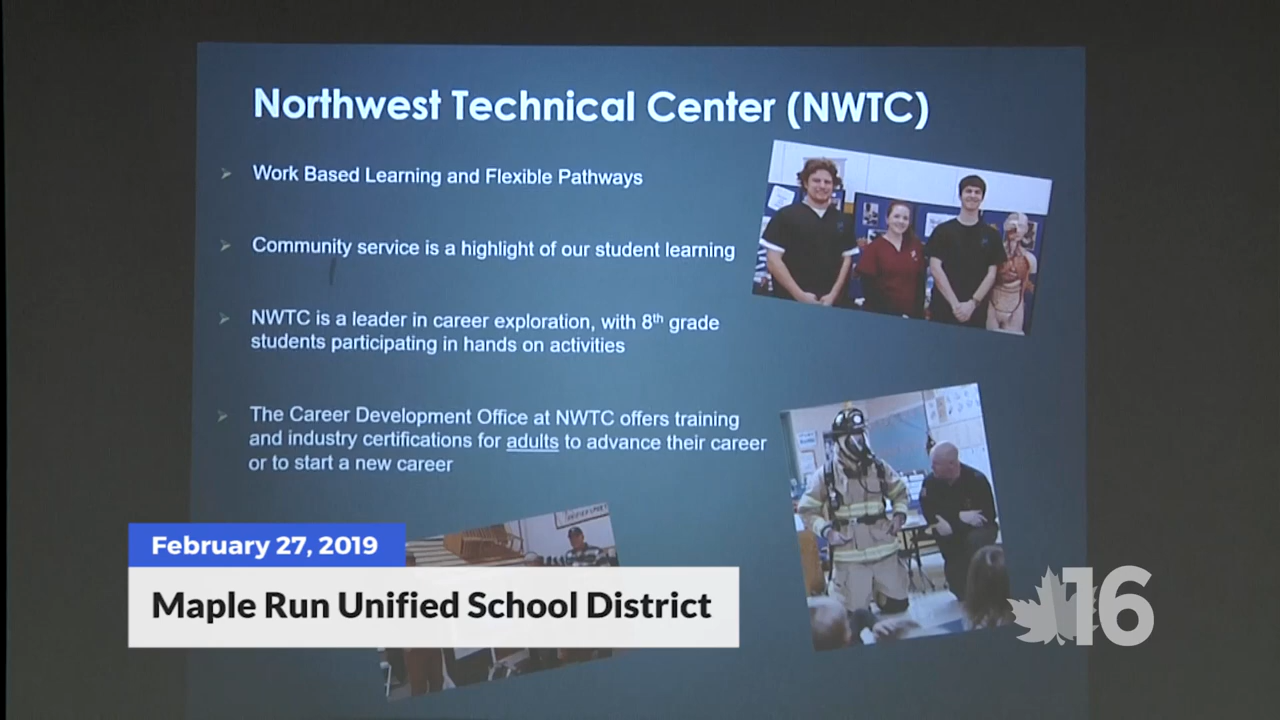 Northwest Technical Center (NWTC)
Work Based Learning and Flexible Pathways
Community service is a highlight of our student learning
NWTC is a leader in career exploration, with 8th grade
students participating in hands on activities
The Career Development Office at NWTC offers training
and industry certifications for adults to advance their career
or to start a new career
February 27, 2019
Maple Run Unified School District
16